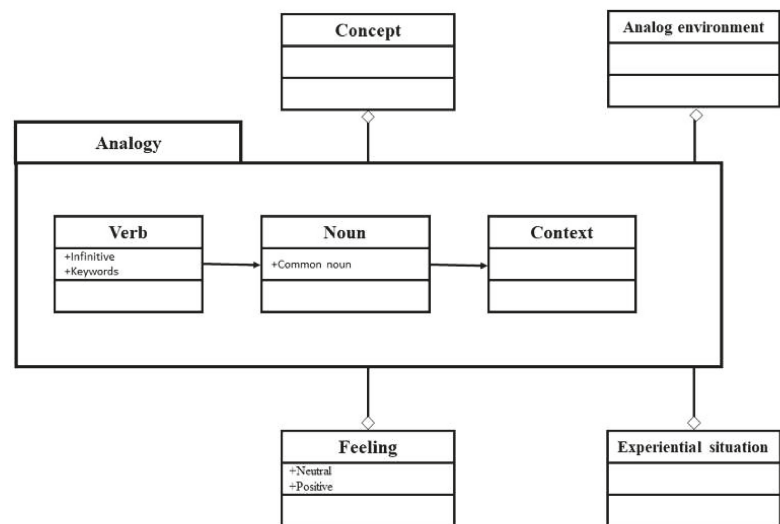 Concept
Analog environment
Analogy
Verb
+Infinitive
+Keywords
Noun
+Common noun
Context
Feeling
+Neutral
+Positive
Experiential situation